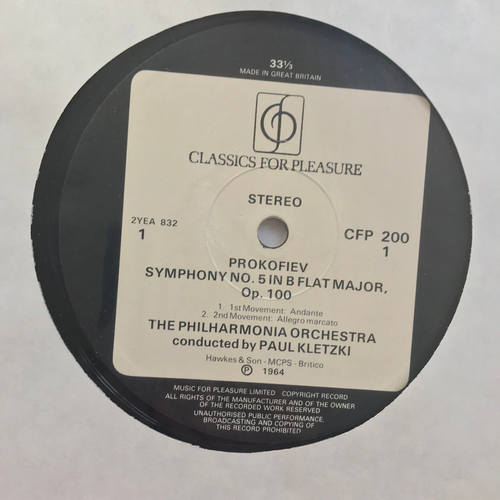 33⅓
MADE IN GREAT BRITAIN
CLASSICS FOR PLEASURE
STEREO
2YEA 832
1
CFP 200
1
PROKOFIEV
SYMPHONY NO. 5 IN B FLAT MAJOR,
Op. 100
1. 1st Movement: Andante
2. 2nd Movement: Allegro marcato
THE PHILHARMONIA ORCHESTRA
conducted by PAUL KLETZKI
Hawkes & Son - MCPS - Britico
Ⓟ 1964
MUSIC FOR PLEASURE LIMITED COPYRIGHT RECORD
ALL RIGHTS OF THE MANUFACTURER AND OF THE OWNER
OF THE RECORDED WORK RESERVED
UNAUTHORISED PUBLIC PERFORMANCE,
BROADCASTING AND COPYING OF
THIS RECORD PROHIBITED